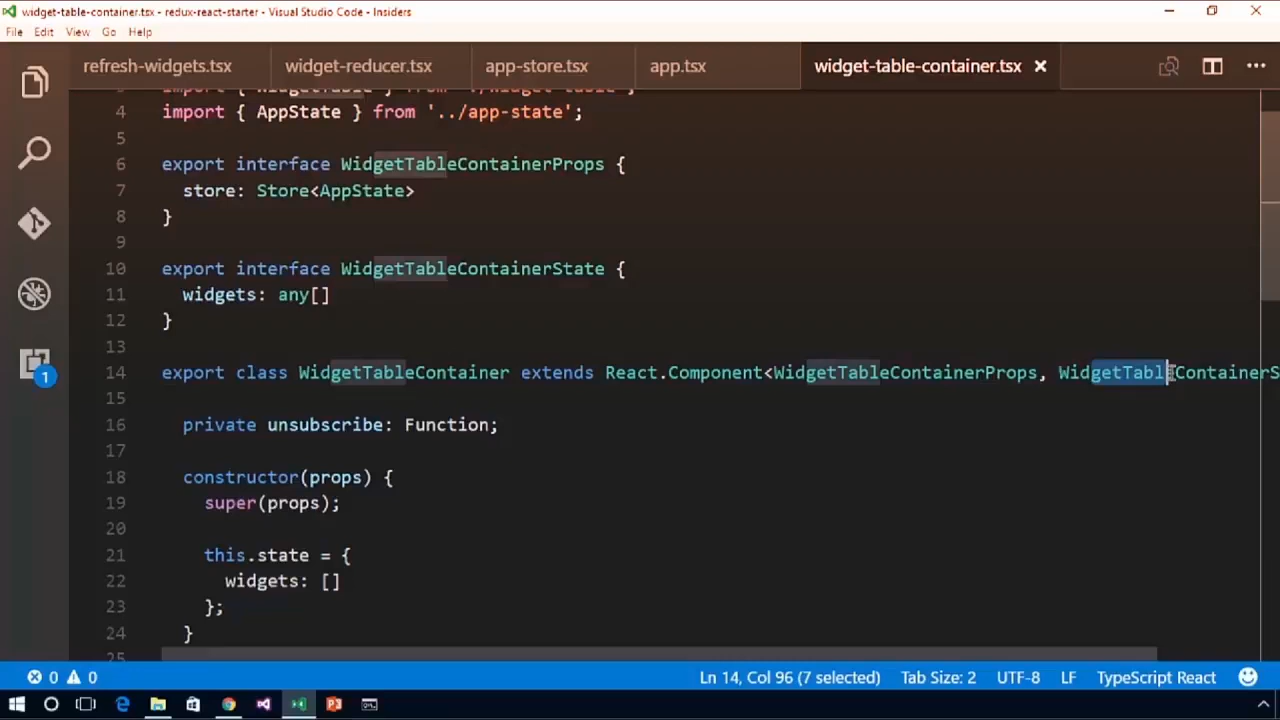 widget-table-container.tsx - redux-react-starter - Visual Studio Code - Insiders
File Edit View Go Help
refresh-widgets.tsx widget-reducer.tsx app-store.tsx app.tsx widget-table-container.tsx
4 import { AppState } from '../app-state';
5
6 export interface WidgetTableContainerProps {
7 store: Store<AppState>
8 }
9
10 export interface WidgetTableContainerState {
11 widgets: any[]
12 }
13
14 export class WidgetTableContainer extends React.Component<WidgetTableContainerProps, WidgetTableContainerS
15
16 private unsubscribe: Function;
17
18 constructor(props) {
19 super(props);
20
21 this.state = {
22 widgets: []
23 };
24 }
25
1
0 0 Ln 14, Col 96 (7 selected) Tab Size: 2 UTF-8 LF TypeScript React